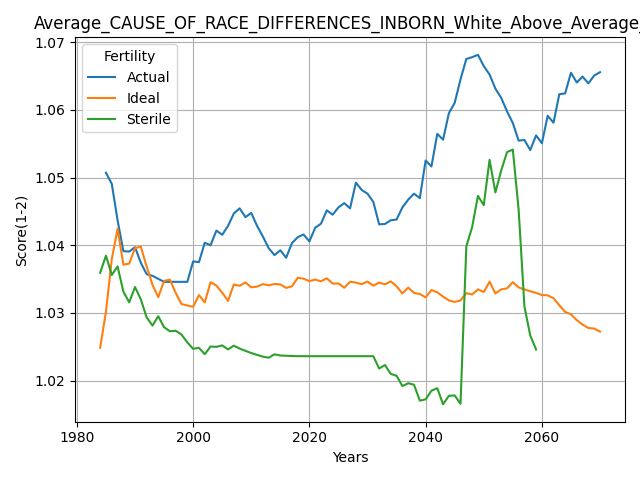 Average_CAUSE_OF_RACE_DIFFERENCES_INBORN_White_Above_Average_
1.07
1.06
1.05
1.04
1.03
1.02
Score(1-2)
Fertility
Actual
Ideal
Sterile
1980
2000
2020
2040
2060
Years